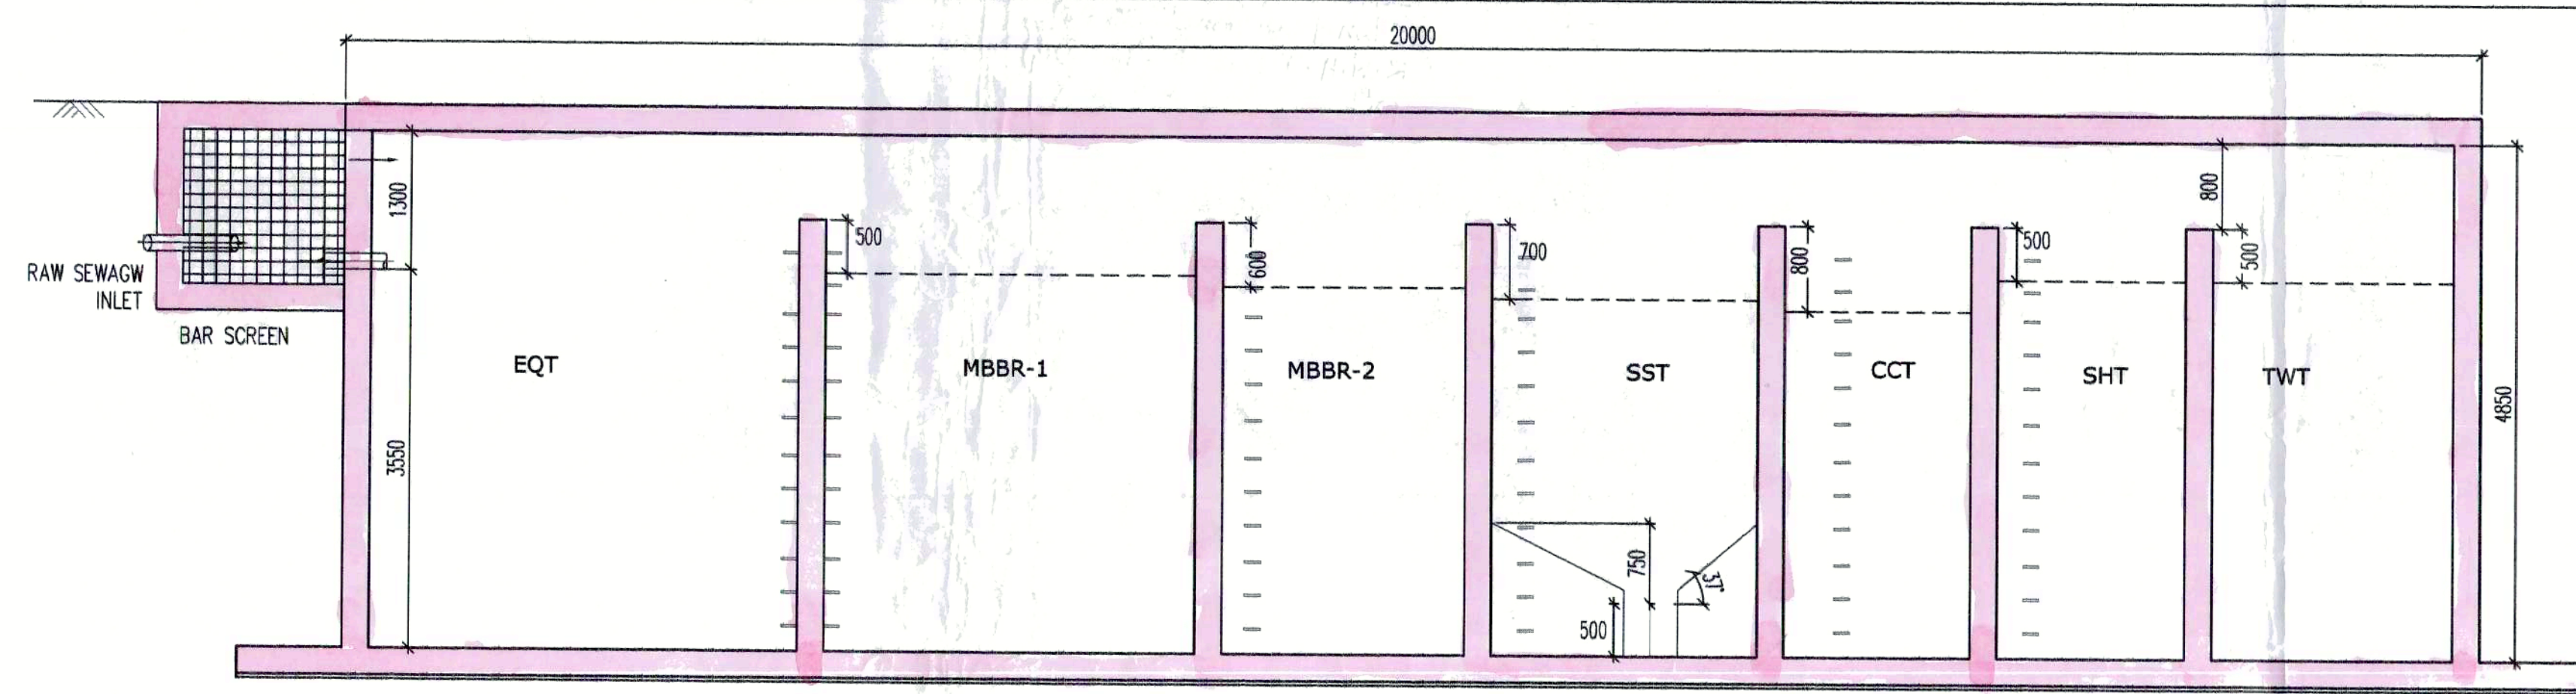 20000
1300
800
500
600
700
800
500
500
RAW SEWAGW
INLET
BAR SCREEN
EQT
MBBR-1
MBBR-2
SST
CCT
SHT
TWT
3550
4850
750
37°
500